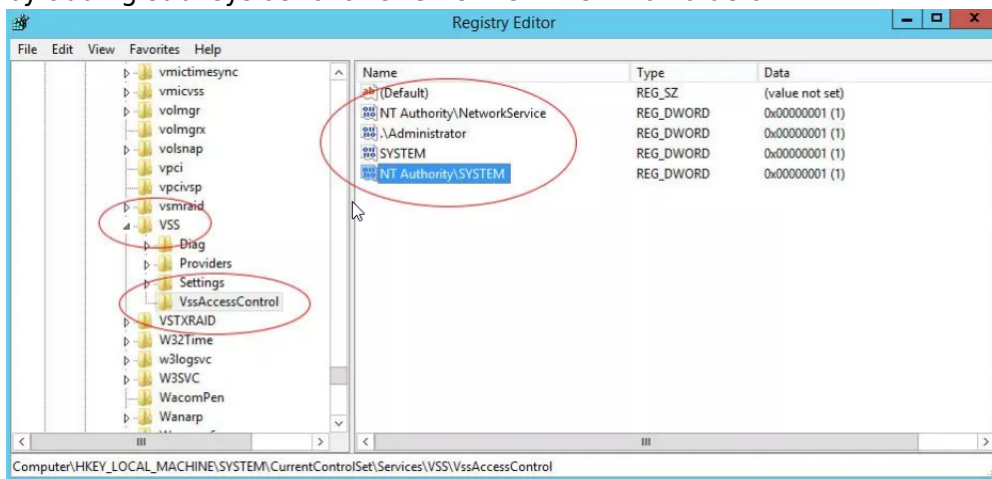 Registry Editor
File Edit View Favorites Help
vmictimesync
vmicvss
volmgr
volmgrx
volsnap
vpci
vpcivsp
vsmraid
VSS
Diag
Providers
Settings
VssAccessControl
VSTXRAID
W32Time
w3logsvc
W3SVC
WacomPen
Wanarp
Name Type Data
(Default) REG_SZ (value not set)
NT Authority\NetworkService REG_DWORD 0x00000001 (1)
.\Administrator REG_DWORD 0x00000001 (1)
SYSTEM REG_DWORD 0x00000001 (1)
NT Authority\SYSTEM REG_DWORD 0x00000001 (1)
Computer\HKEY_LOCAL_MACHINE\SYSTEM\CurrentControlSet\Services\VSS\VssAccessControl